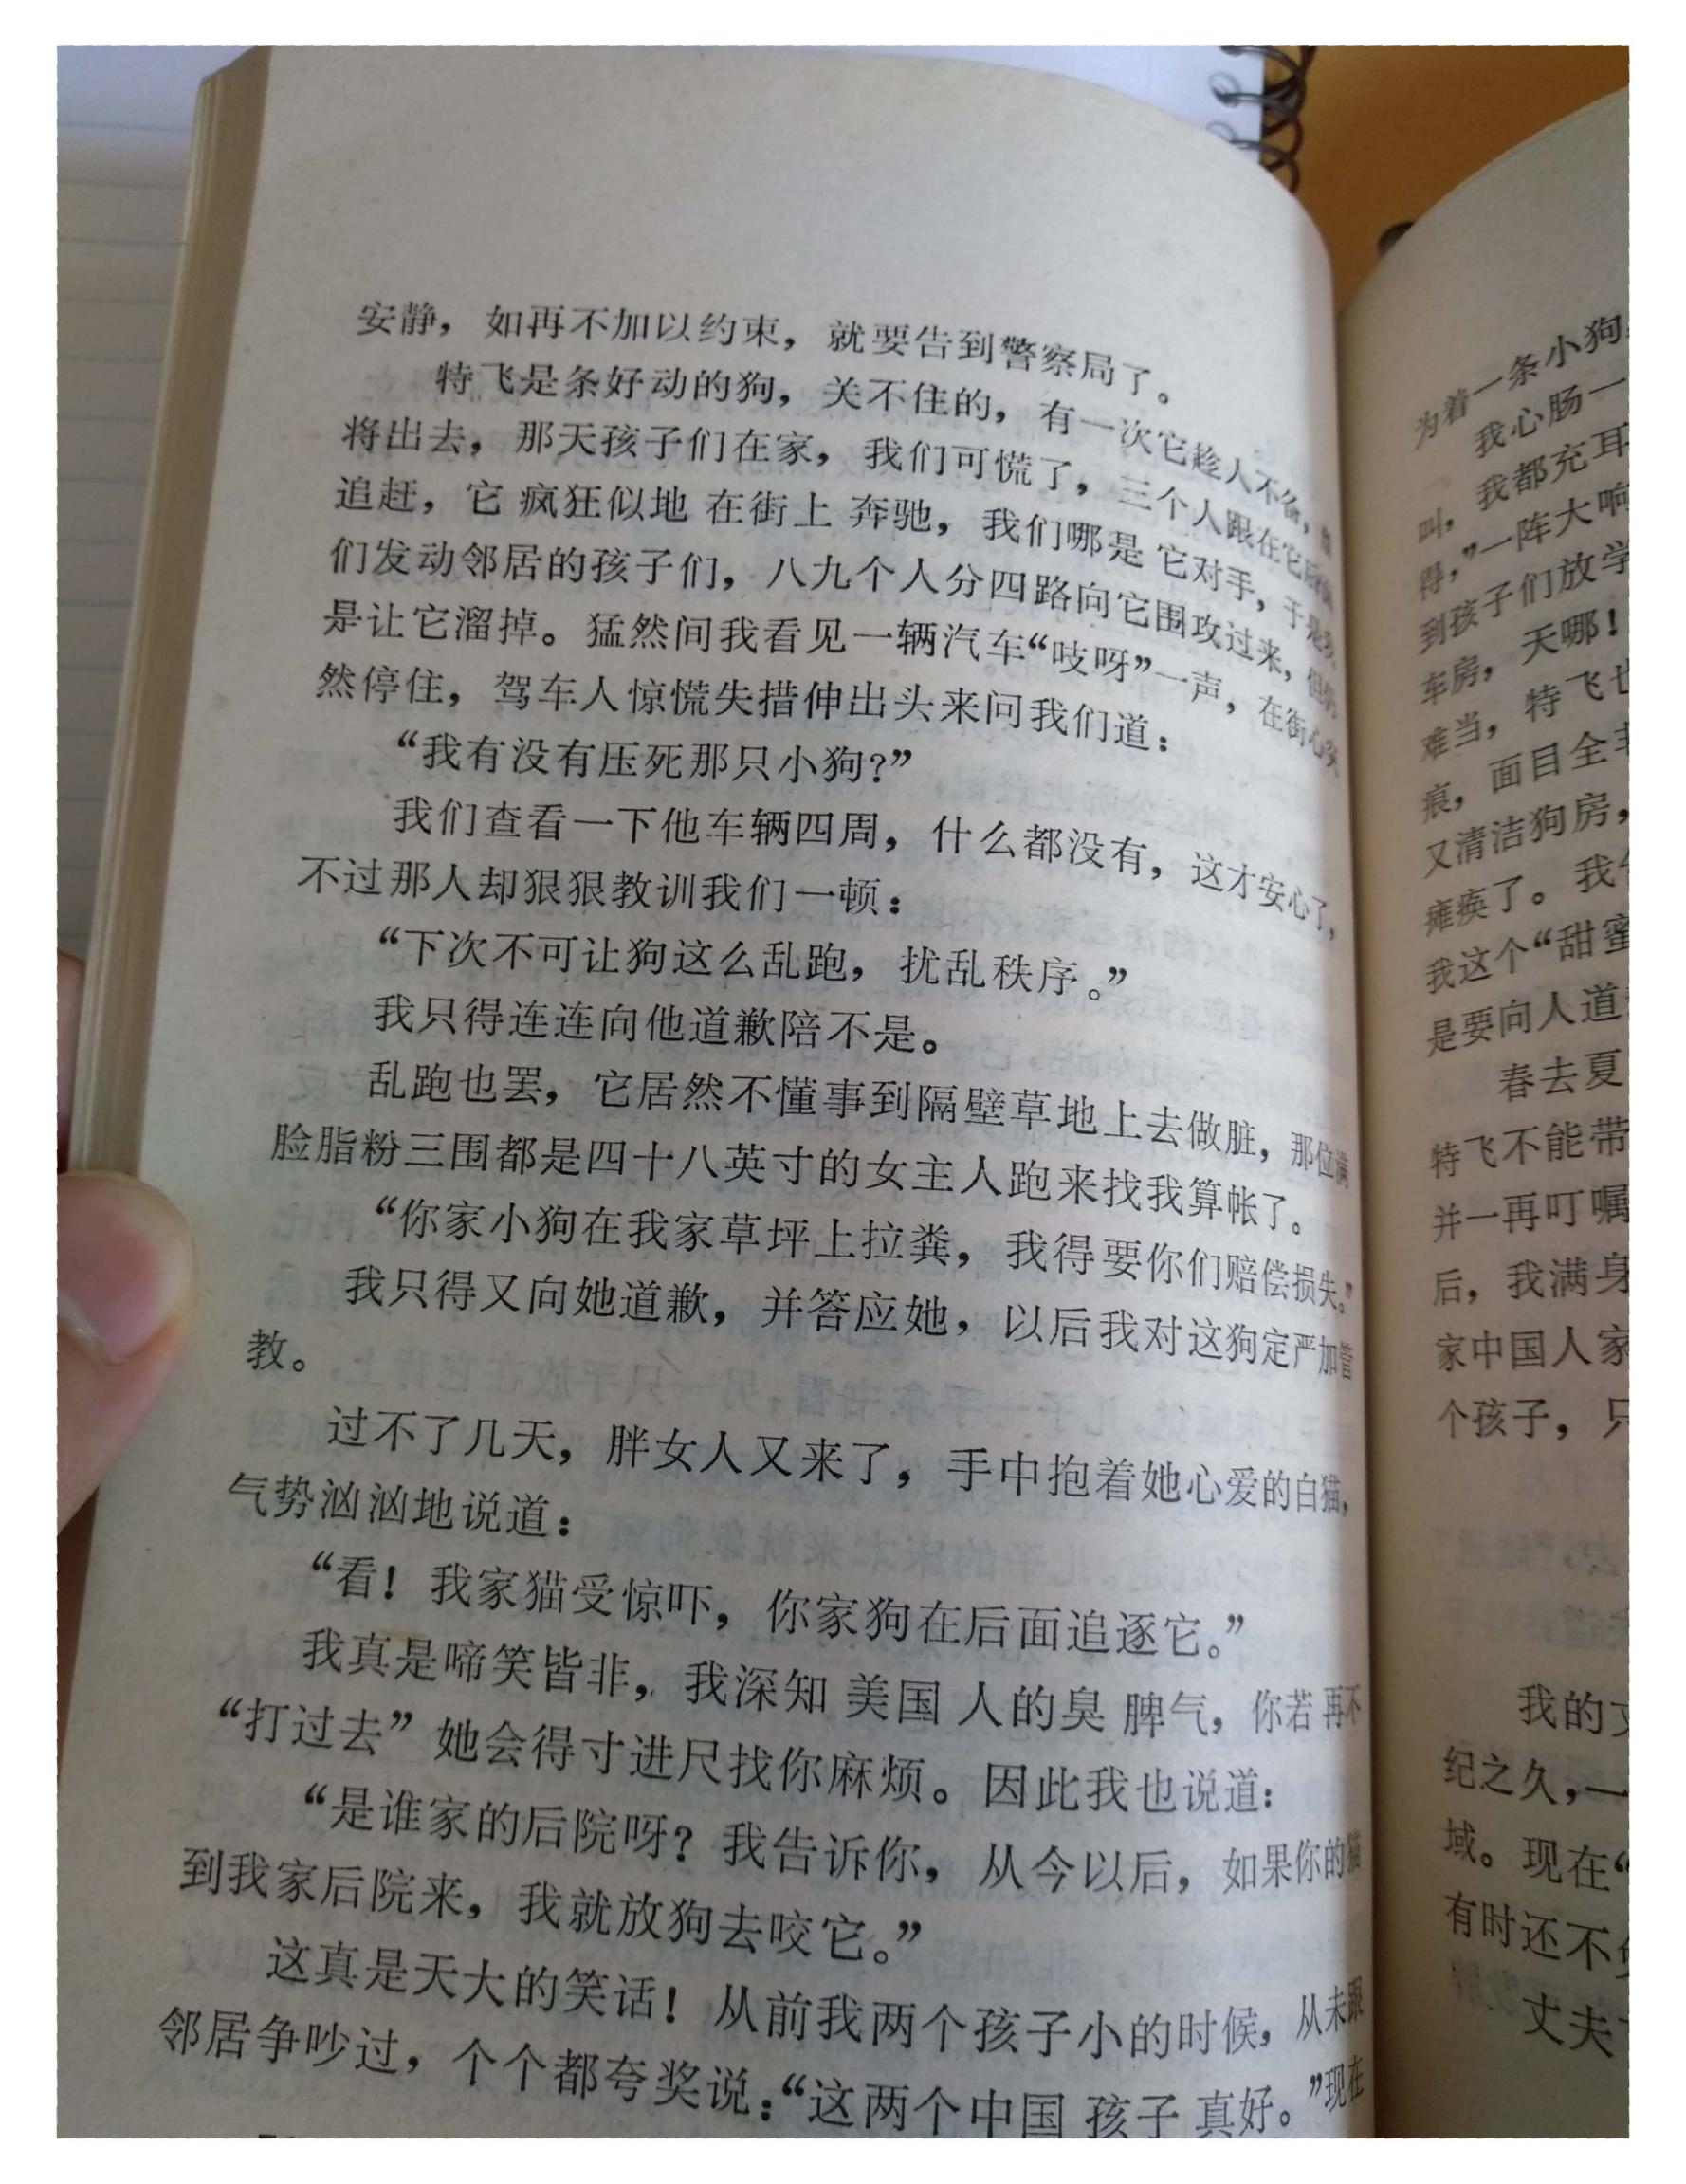 安静，如再不加以约束，就要告到警察局了。
特飞是条好动的狗，关不住的，有一次它趁人不备，
将出去，那天孩子们在家，我们可慌了，三个人跟在它后面
追赶，它疯狂似地在街上奔驰，我们哪是它对手，于是我
们发动邻居的孩子们，八九个人分四路向它围攻过来，但仍
是让它溜掉。猛然间我看见一辆汽车“吱呀”一声，在街心突
然停住，驾车人惊慌失措伸出头来问我们道：
“我有没有压死那只小狗?”
我们查看一下他车辆四周，什么都没有，这才安心了，
不过那人却狠狠教训我们一顿：
“下次不可让狗这么乱跑，扰乱秩序。”
我只得连连向他道歉陪不是。
乱跑也罢，它居然不懂事到隔壁草地上去做脏，那位满
脸脂粉三围都是四十八英寸的女主人跑来找我算帐了。
“你家小狗在我家草坪上拉粪，我得要你们赔偿损失。”
我只得又向她道歉，并答应她，以后我对这狗定严加管
教。
过不了几天，胖女人又来了，手中抱着她心爱的白猫，
气势汹汹地说道：
“看！我家猫受惊吓，你家狗在后面追逐它。”
我真是啼笑皆非，我深知美国人的臭脾气，你若再不
“打过去”她会得寸进尺找你麻烦。因此我也说道：
“是谁家的后院呀？我告诉你，从今以后，如果你的猫
到我家后院来，我就放狗去咬它。”
这真是天大的笑话！从前我两个孩子小的时候，从未跟
邻居争吵过，个个都夸奖说：“这两个中国孩子真好。”现在
为着一条小狗
我心肠一
叫，我都充耳
得，”一阵大响
到孩子们放学
车房，天哪！
难当，特飞也
痕，面目全非
又清洁狗房，
瘫痪了。我
我这个“甜蜜
是要向人道
春去夏
特飞不能带
并一再叮嘱
后，我满身
家中国人家
个孩子，只
我的
纪之久，一
域。现在“
有时还不
丈夫